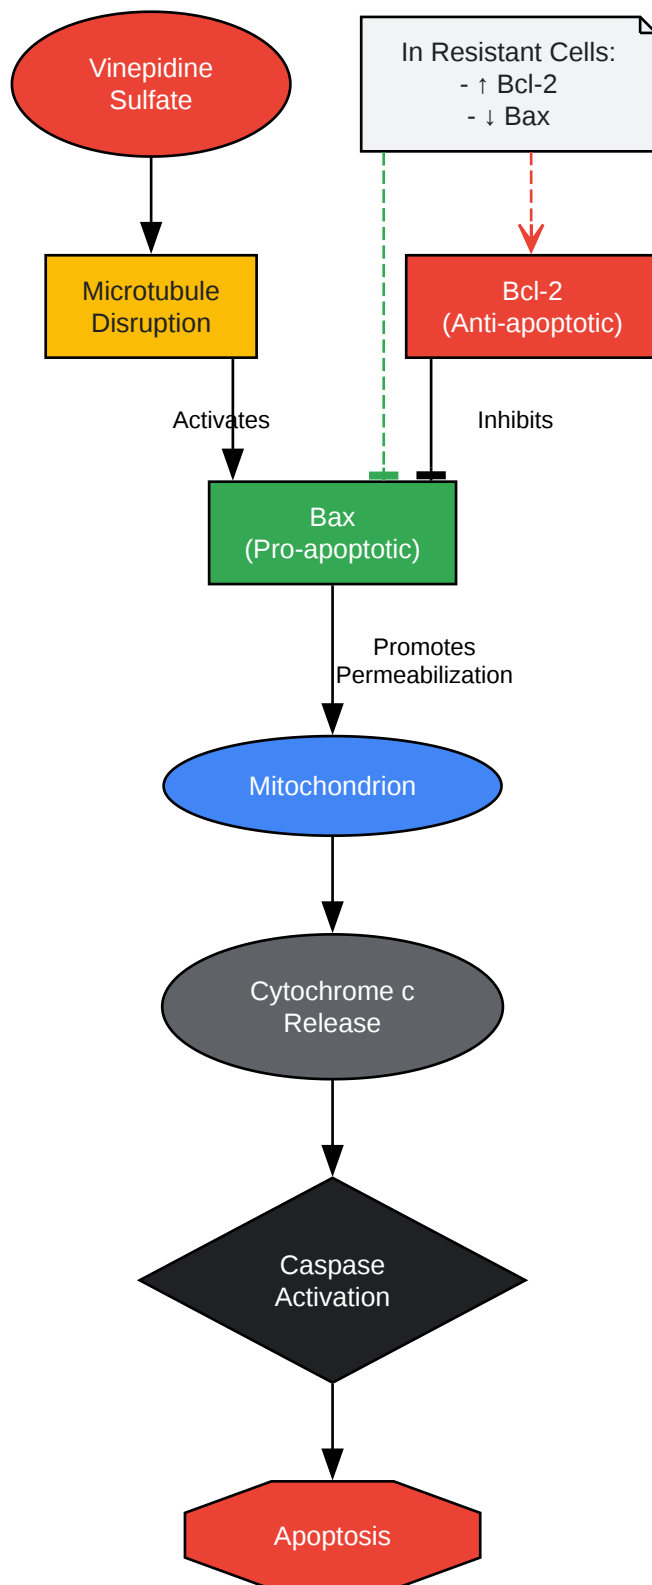 Vinepidine
Sulfate
In Resistant Cells:
- ↑ Bcl-2
- ↓ Bax
Microtubule
Disruption
Bcl-2
(Anti-apoptotic)
Activates
Inhibits
Bax
(Pro-apoptotic)
Promotes
Permeabilization
Mitochondrion
Cytochrome c
Release
Caspase
Activation
Apoptosis